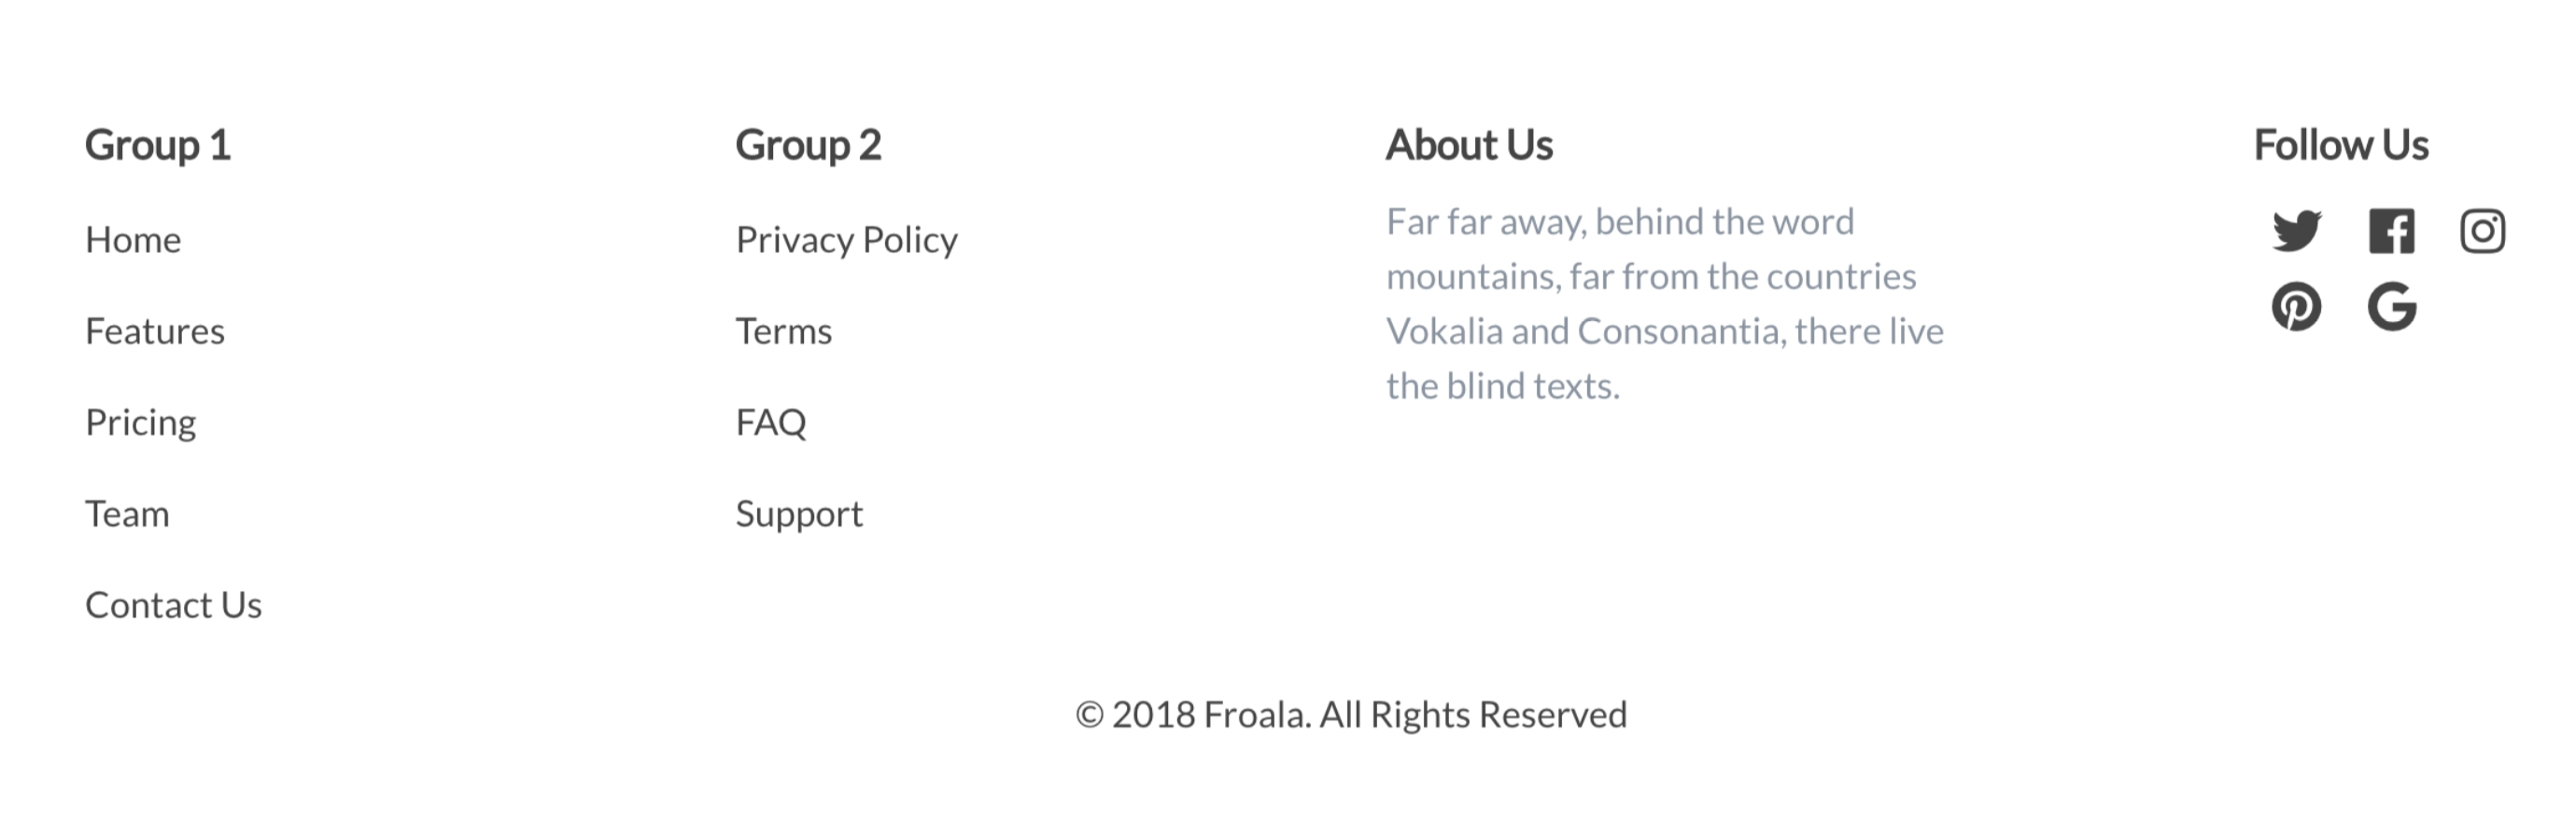 Group 1
Home
Features
Pricing
Team
Contact Us
Group 2
Privacy Policy
Terms
FAQ
Support
About Us
Far far away, behind the word
mountains, far from the countries
Vokalia and Consonantia, there live
the blind texts.
Follow Us
© 2018 Froala. All Rights Reserved